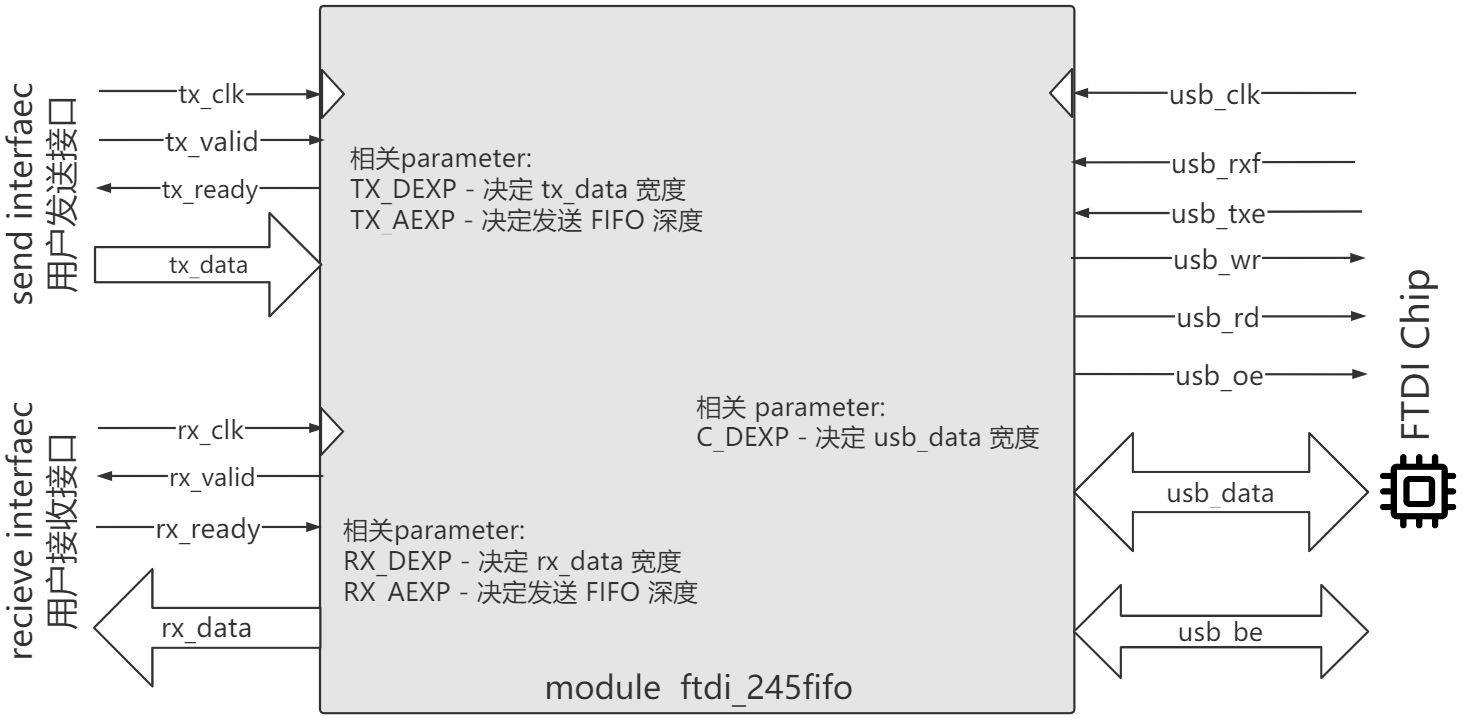 send interfaec
用户发送接口
tx_clk
tx_valid
tx_ready
tx_data
相关parameter:
TX_DEXP - 决定 tx_data 宽度
TX_AEXP - 决定发送 FIFO 深度
recieve interfaec
用户接收接口
rx_clk
rx_valid
rx_ready
rx_data
相关parameter:
RX_DEXP - 决定 rx_data 宽度
RX_AEXP - 决定发送 FIFO 深度
相关 parameter:
C_DEXP - 决定 usb_data 宽度
usb_clk
usb_rxf
usb_txe
usb_wr
usb_rd
usb_oe
usb_data
usb_be
FTDI Chip
module ftdi_245fifo